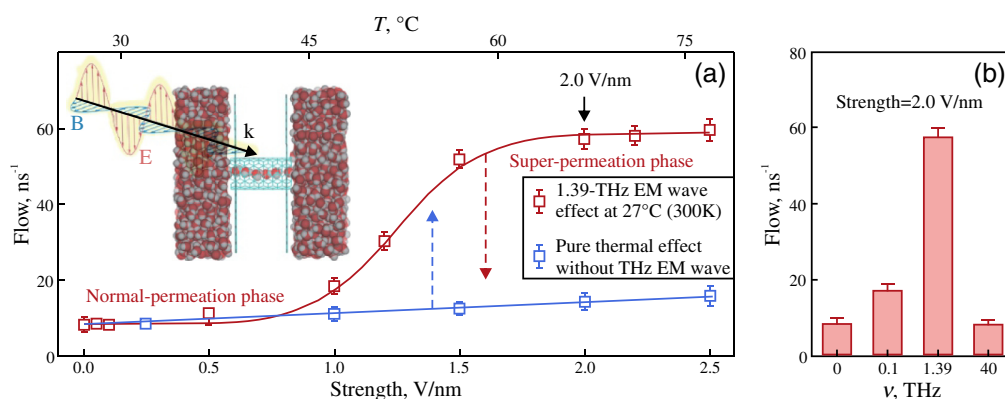 T, °C
30 40 50 60 70
(a)
2.0 V/nm
B
E
k
Super-permeation phase
1.39-THz EM wave
effect at 27°C (300K)
Pure thermal effect
without THz EM wave
Normal-permeation phase
Flow, ns⁻¹
60
40
20
0
0.0 0.5 1.0 1.5 2.0 2.5
Strength, V/nm
(b)
Strength=2.0 V/nm
Flow, ns⁻¹
80
60
40
20
0
0 0.1 1.39 40
ν, THz